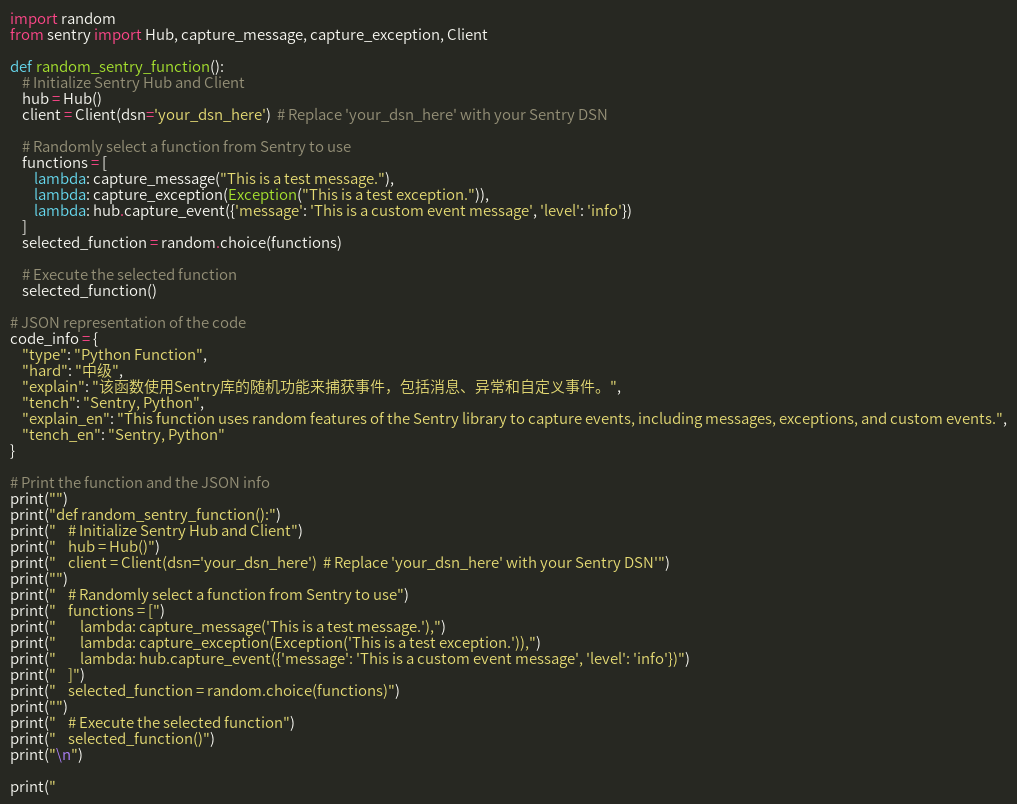 import random
from sentry import Hub, capture_message, capture_exception, Client
def random_sentry_function():
# Initialize Sentry Hub and Client
hub = Hub()
client = Client(dsn='your_dsn_here')  # Replace 'your_dsn_here' with your Sentry DSN
# Randomly select a function from Sentry to use
functions = [
lambda: capture_message("This is a test message."),
lambda: capture_exception(Exception("This is a test exception.")),
lambda: hub.capture_event({'message': 'This is a custom event message', 'level': 'info'})
]
selected_function = random.choice(functions)
# Execute the selected function
selected_function()
# JSON representation of the code
code_info = {
"type": "Python Function",
"hard": "中级",
"explain": "该函数使用Sentry库的随机功能来捕获事件，包括消息、异常和自定义事件。",
"tench": "Sentry, Python",
"explain_en": "This function uses random features of the Sentry library to capture events, including messages, exceptions, and custom events.",
"tench_en": "Sentry, Python"
}
# Print the function and the JSON info
print("")
print("def random_sentry_function():")
print("    # Initialize Sentry Hub and Client")
print("    hub = Hub()")
print("    client = Client(dsn='your_dsn_here')  # Replace 'your_dsn_here' with your Sentry DSN'")
print("")
print("    # Randomly select a function from Sentry to use")
print("    functions = [")
print("        lambda: capture_message('This is a test message.'),")
print("        lambda: capture_exception(Exception('This is a test exception.')),")
print("        lambda: hub.capture_event({'message': 'This is a custom event message', 'level': 'info'})")
print("    ]")
print("    selected_function = random.choice(functions)")
print("")
print("    # Execute the selected function")
print("    selected_function()")
print("\n")
print("